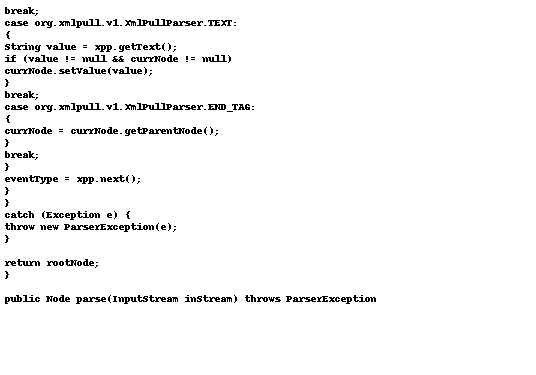 break;
case org.xmlpull.v1.XmlPullParser.TEXT:
{
String value = xpp.getText();
if (value != null && currNode != null)
currNode.setValue(value);
}
break;
case org.xmlpull.v1.XmlPullParser.END_TAG:
{
currNode = currNode.getParentNode();
}
break;
}
eventType = xpp.next();
}
}
catch (Exception e) {
throw new ParserException(e);
}

return rootNode;
}

public Node parse(InputStream inStream) throws ParserException